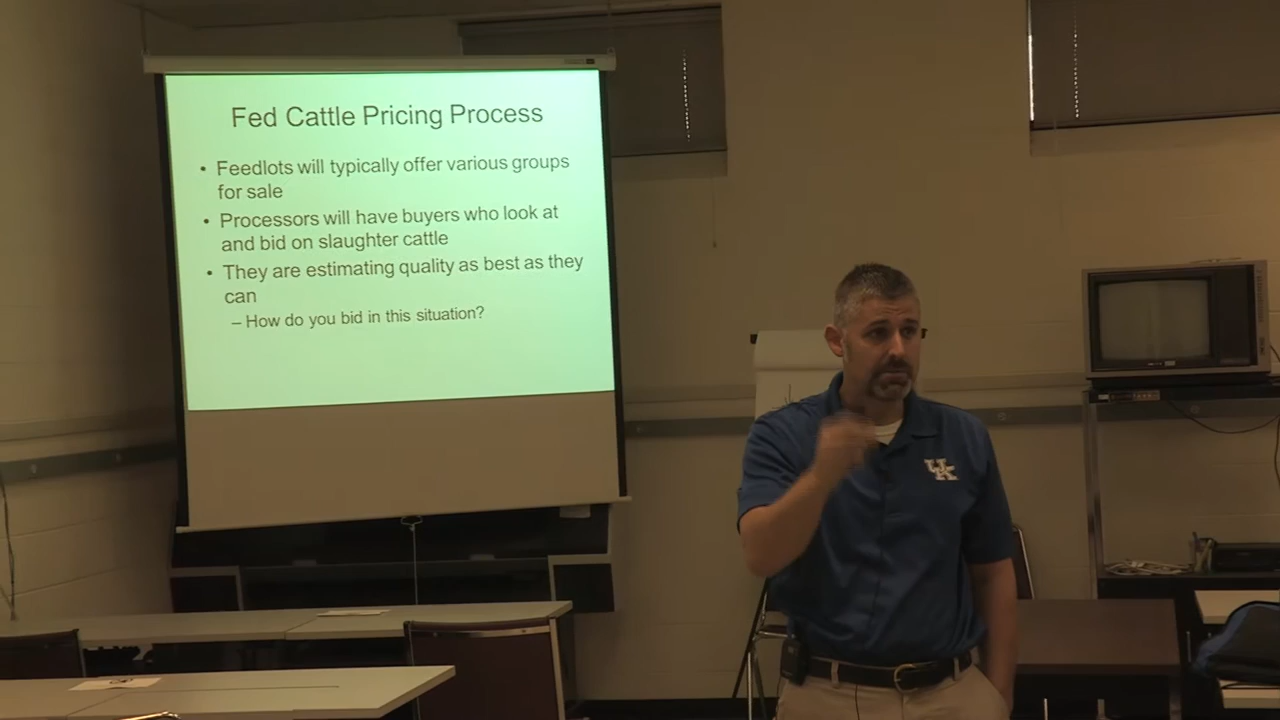 Fed Cattle Pricing Process
• Feedlots will typically offer various groups
for sale
• Processors will have buyers who look at
and bid on slaughter cattle
• They are estimating quality as best as they
can
– How do you bid in this situation?
UK